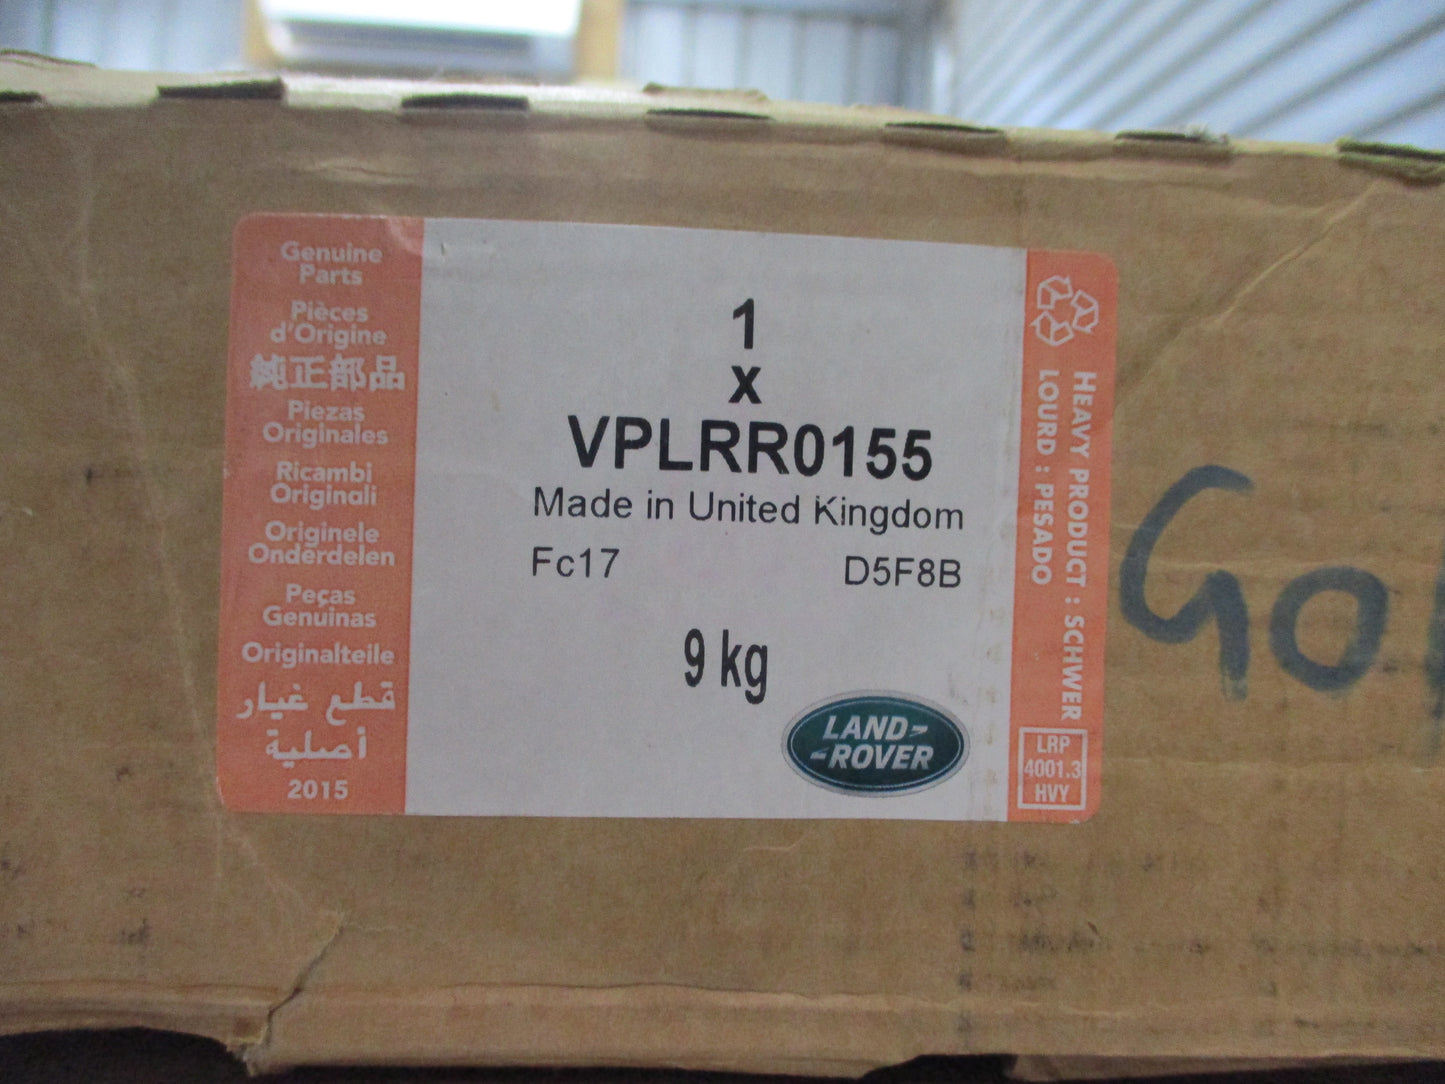 Genuine
Parts
Pièces
d'Origine
純正部品
Piezas
Originales
Ricambi
Originali
Originele
Onderdelen
Peças
Genuinas
Originalteile
قطع غيار
أصلية
2015
1
x
VPLRR0155
Made in United Kingdom
Fc17 D5F8B
9 kg
LAND-
-ROVER
HEAVY PRODUCT : SCHWER
LOURD : PESADO
LRP
4001.3
HVY